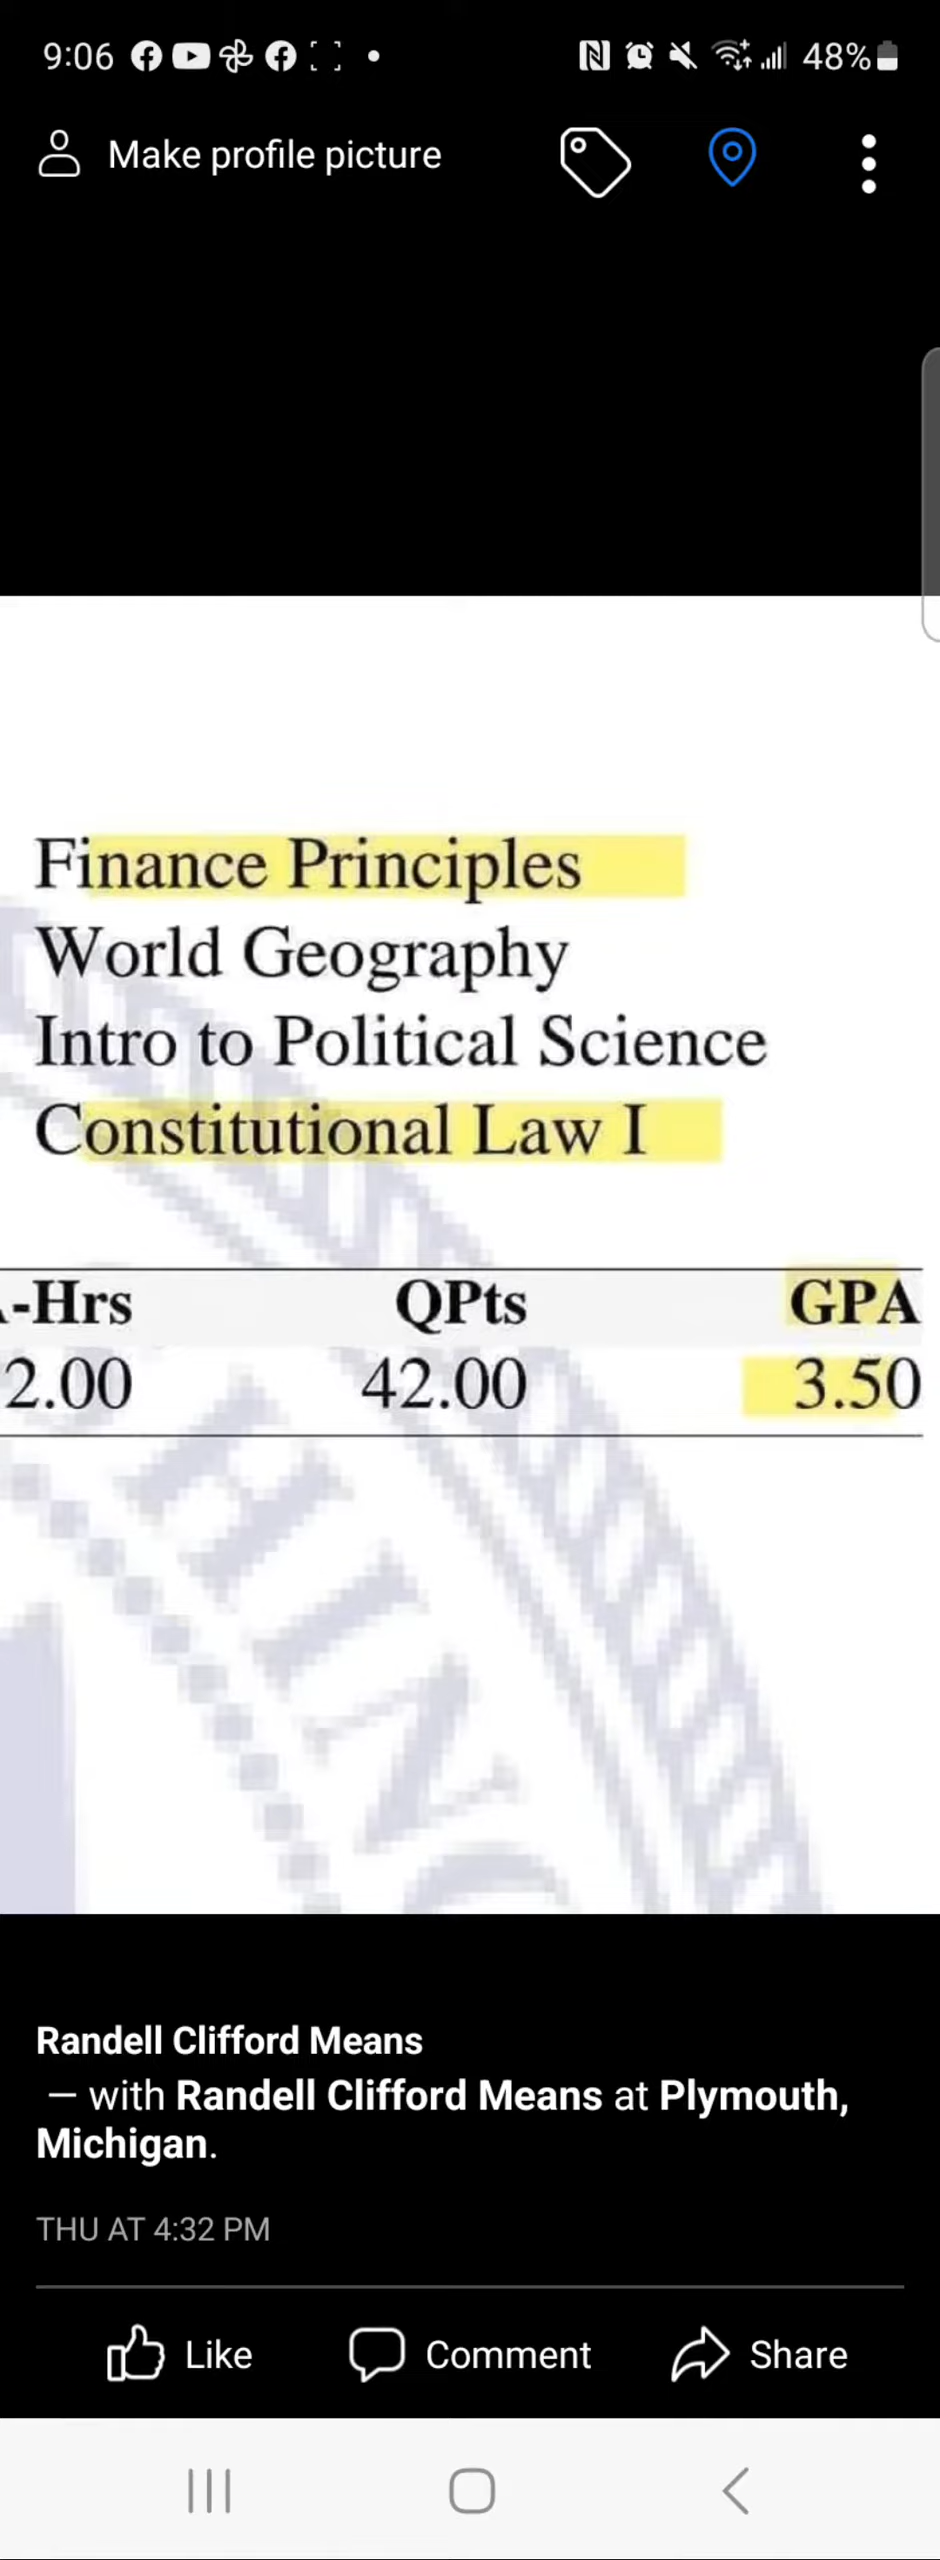 9:06 48%
Make profile picture
Finance Principles
World Geography
Intro to Political Science
Constitutional Law I
-Hrs QPts GPA
2.00 42.00 3.50
HING
Randell Clifford Means
— with Randell Clifford Means at Plymouth,
Michigan.
THU AT 4:32 PM
Like Comment Share